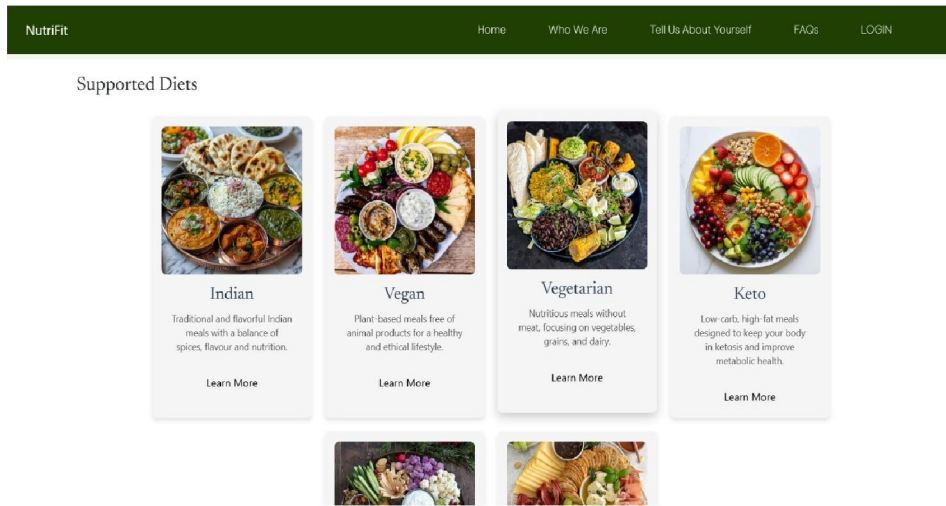 NutriFit
Home
Who We Are
Tell Us About Yourself
FAQs
LOGIN
Supported Diets
Indian
Traditional and flavorful Indian
meals with a balance of
spices, flavour and nutrition.
Learn More
Vegan
Plant-based meals free of
animal products for a healthy
and ethical lifestyle.
Learn More
Vegetarian
Nutritious meals without
meat, focusing on vegetables,
grains, and dairy.
Learn More
Keto
Low-carb, high-fat meals
designed to keep your body
in ketosis and improve
metabolic health.
Learn More